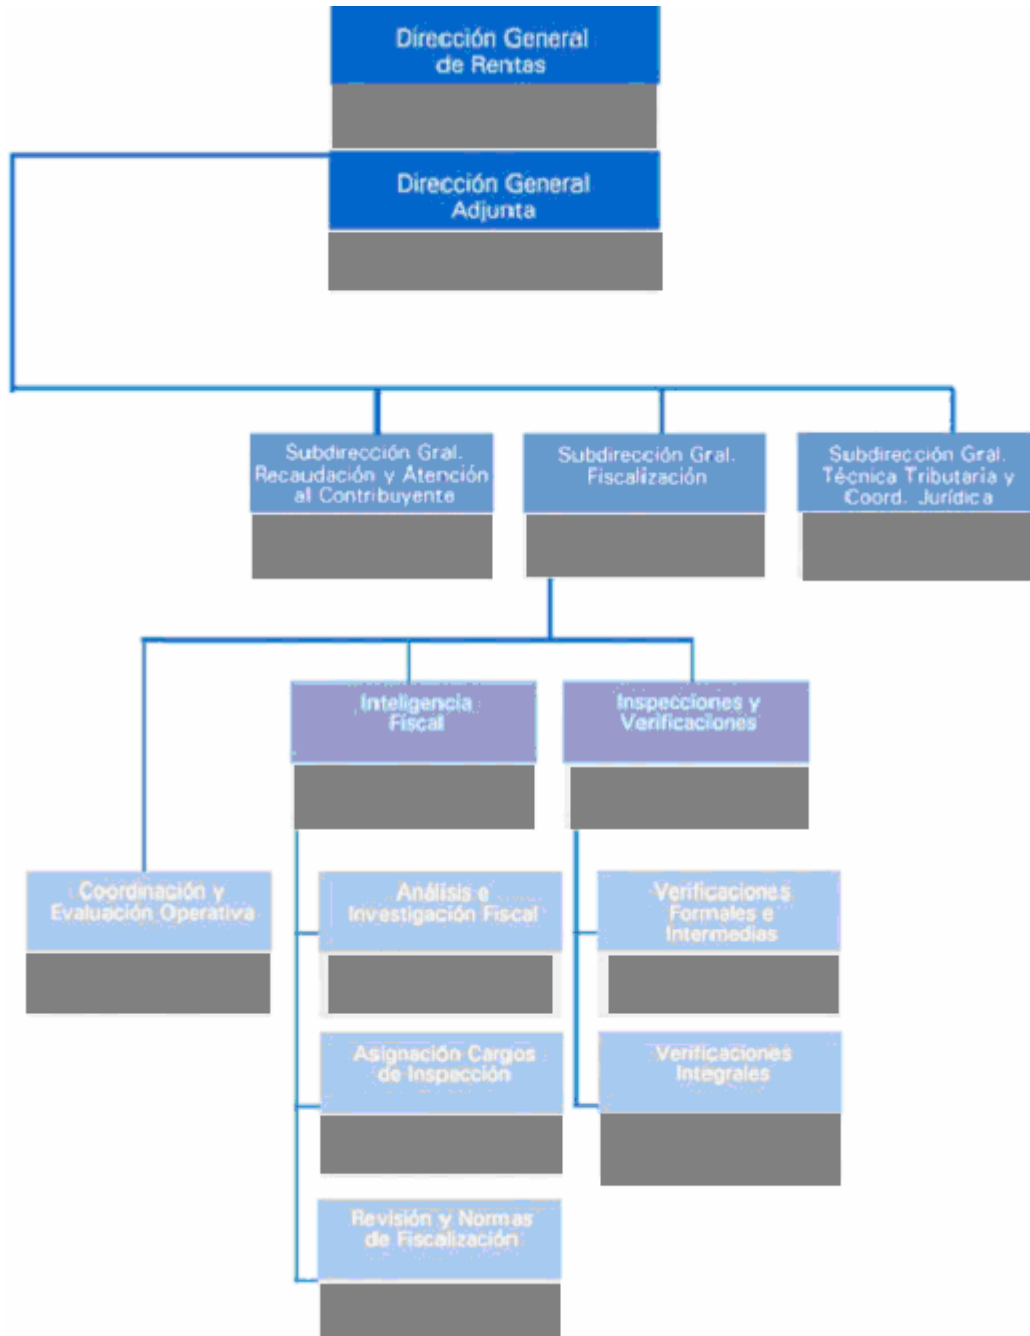 Dirección General
de Rentas
Dirección General
Adjunta
Subdirección Gral.
Recaudación y Atención
al Contribuyente
Subdirección Gral.
Fiscalización
Subdirección Gral.
Técnica Tributaria y
Coord. Jurídica
Inteligencia
Fiscal
Inspecciones y
Verificaciones
Coordinación y
Evaluación Operativa
Análisis e
Investigación Fiscal
Verificaciones
Formales e
Intermedias
Asignación Cargos
de Inspección
Verificaciones
Integrales
Revisión y Normas
de Fiscalización